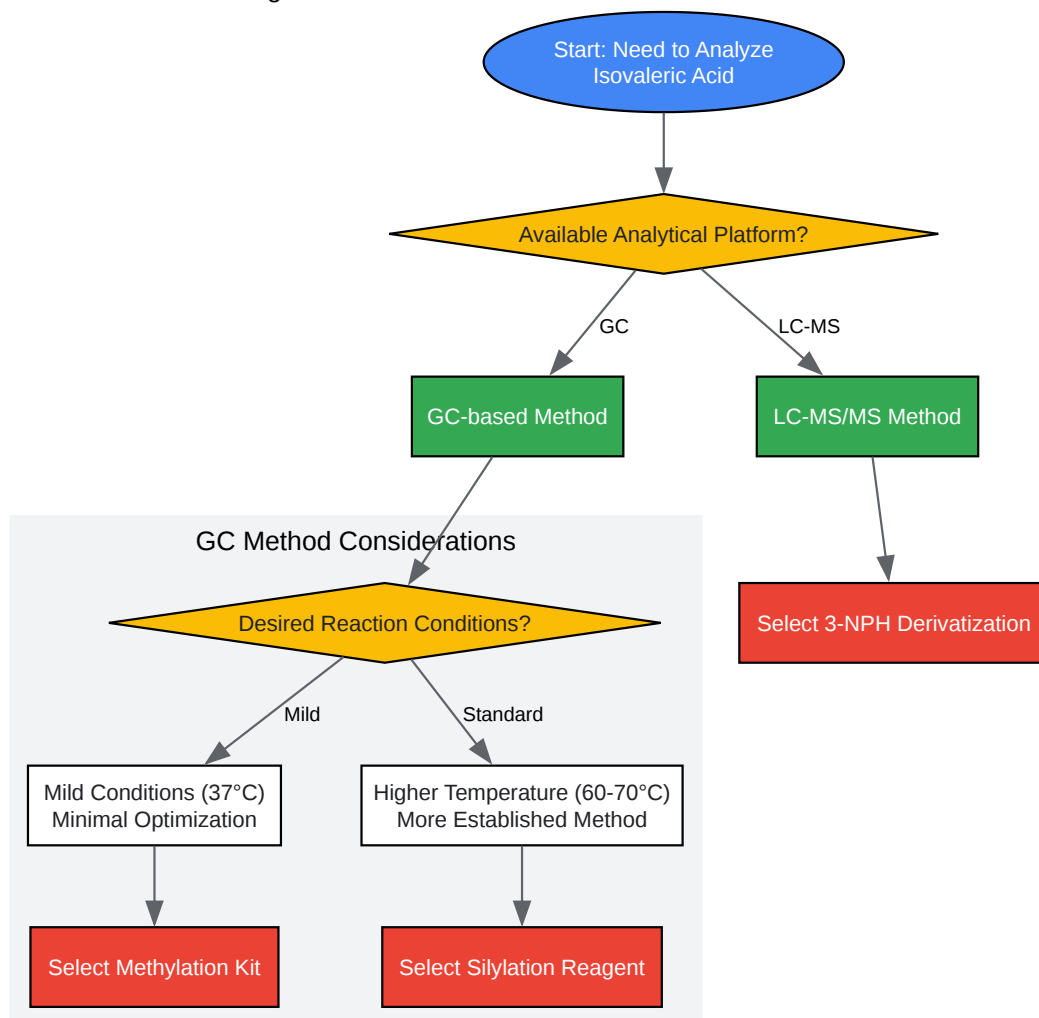 Start: Need to Analyze
Isovaleric Acid
Available Analytical Platform?
GC
LC-MS
GC-based Method
LC-MS/MS Method
GC Method Considerations
Desired Reaction Conditions?
Select 3-NPH Derivatization
Mild
Standard
Mild Conditions (37°C)
Minimal Optimization
Higher Temperature (60-70°C)
More Established Method
Select Methylation Kit
Select Silylation Reagent